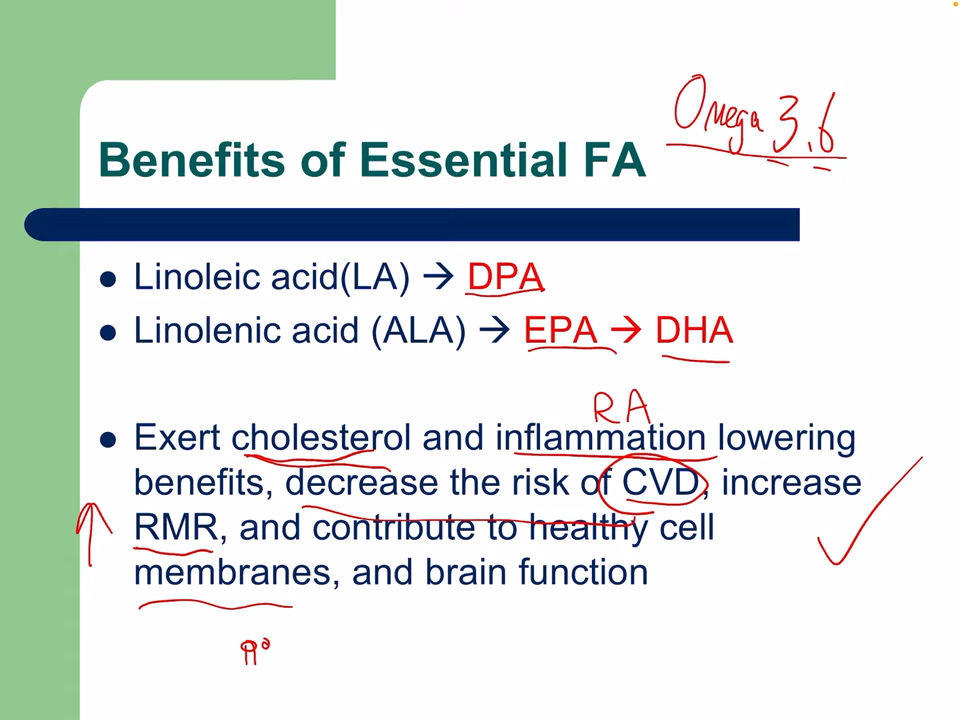 Omega 3.6
Benefits of Essential FA
Linoleic acid(LA) → DPA
Linolenic acid (ALA) → EPA → DHA
RA
Exert cholesterol and inflammation lowering
benefits, decrease the risk of CVD, increase
RMR, and contribute to healthy cell
membranes, and brain function